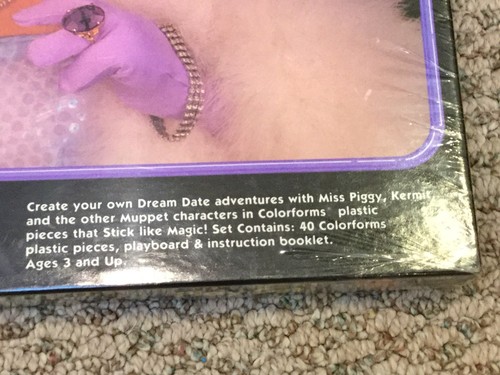 Create your own Dream Date adventures with Miss Piggy, Kermit
and the other Muppet characters in Colorforms plastic
pieces that Stick like Magic! Set Contains: 40 Colorforms
plastic pieces, playboard & instruction booklet.
Ages 3 and Up.